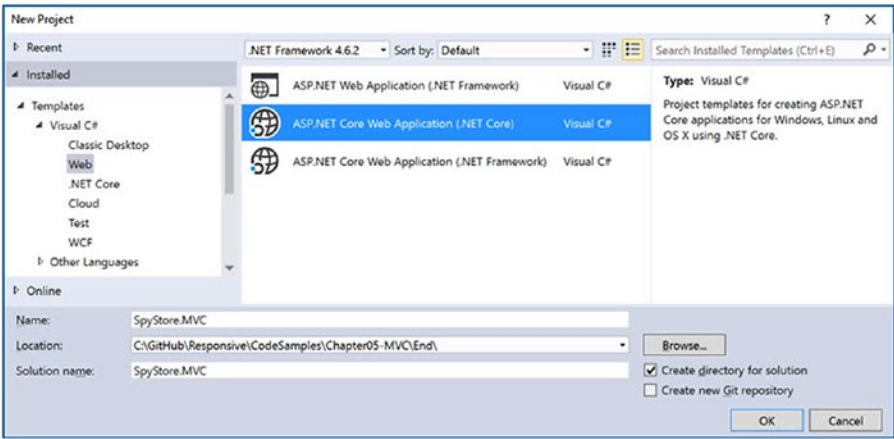 New Project
? X
Recent
.NET Framework 4.6.2
Sort by: Default
Search Installed Templates (Ctrl+E)
Installed
Templates
Visual C#
Classic Desktop
Web
.NET Core
Cloud
Test
WCF
Other Languages
Online
ASP.NET Web Application (.NET Framework) Visual C#
ASP.NET Core Web Application (.NET Core) Visual C#
ASP.NET Core Web Application (.NET Framework) Visual C#
Type: Visual C#
Project templates for creating ASP.NET
Core applications for Windows, Linux and
OS X using .NET Core.
Name: SpyStore.MVC
Location: C:\GitHub\Responsive\CodeSamples\Chapter05-MVC\End\
Browse...
Solution name: SpyStore.MVC
Create directory for solution
Create new Git repository
OK Cancel